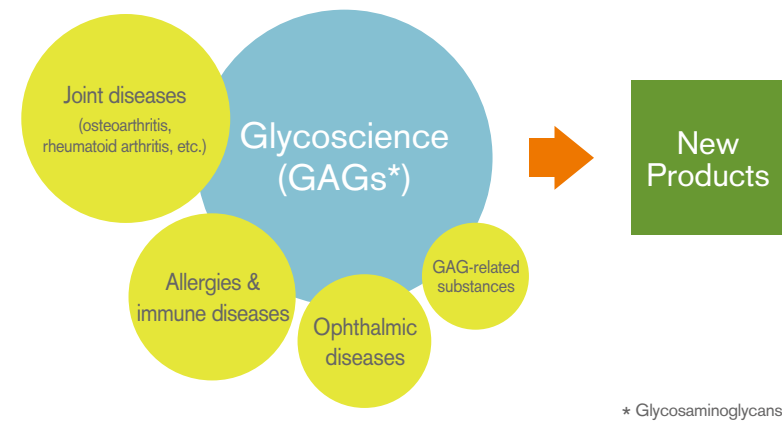 Joint diseases
(osteoarthritis,
rheumatoid arthritis, etc.)
Glycoscience
(GAGs*)
New
Products
Allergies &
immune diseases
GAG-related
substances
Ophthalmic
diseases
* Glycosaminoglycans